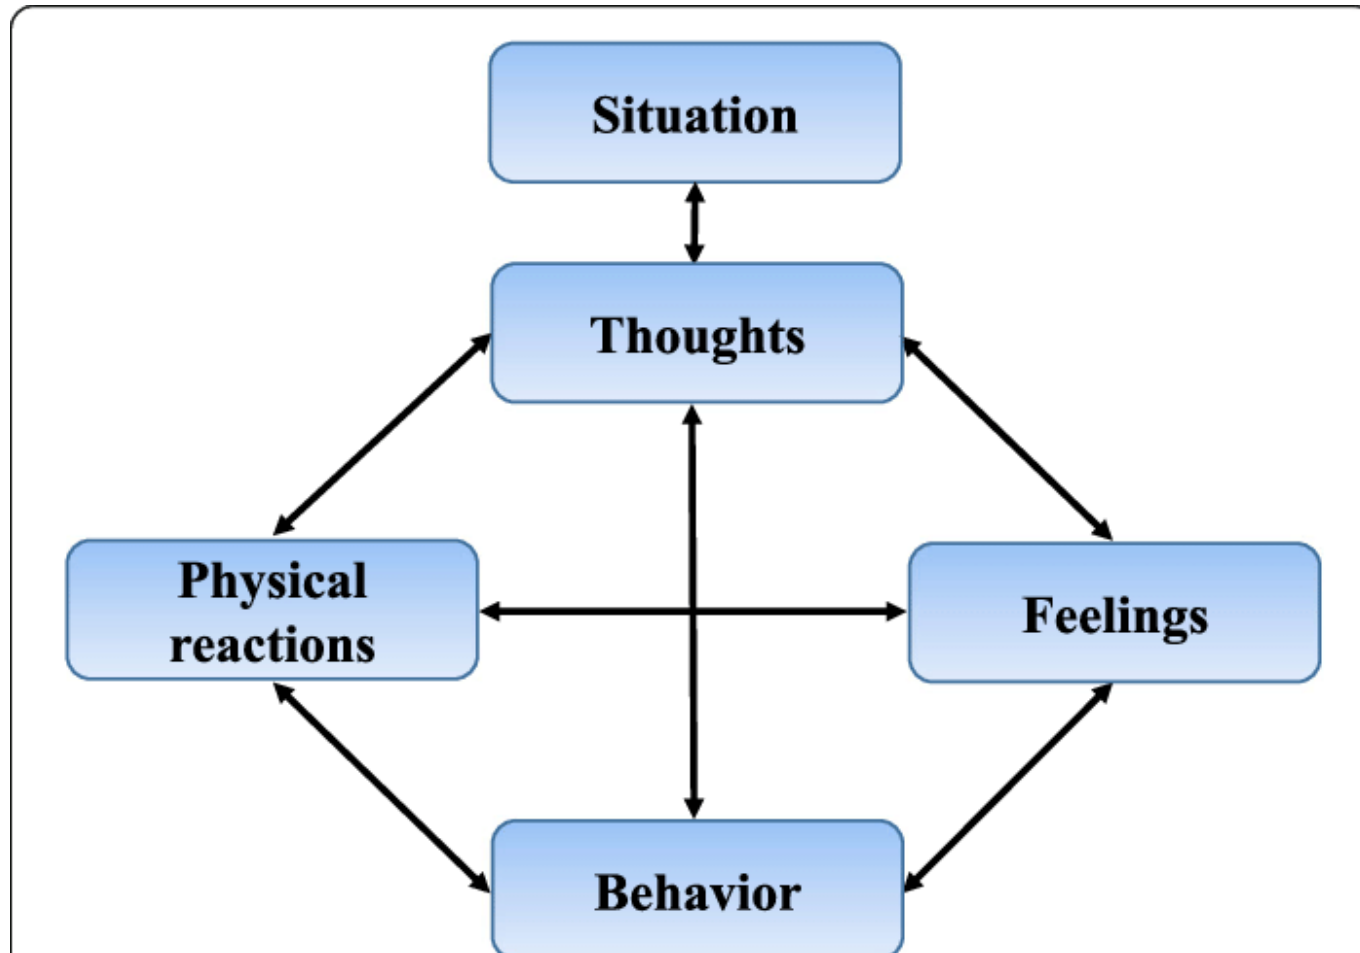 Situation
Thoughts
Physical
reactions
Feelings
Behavior